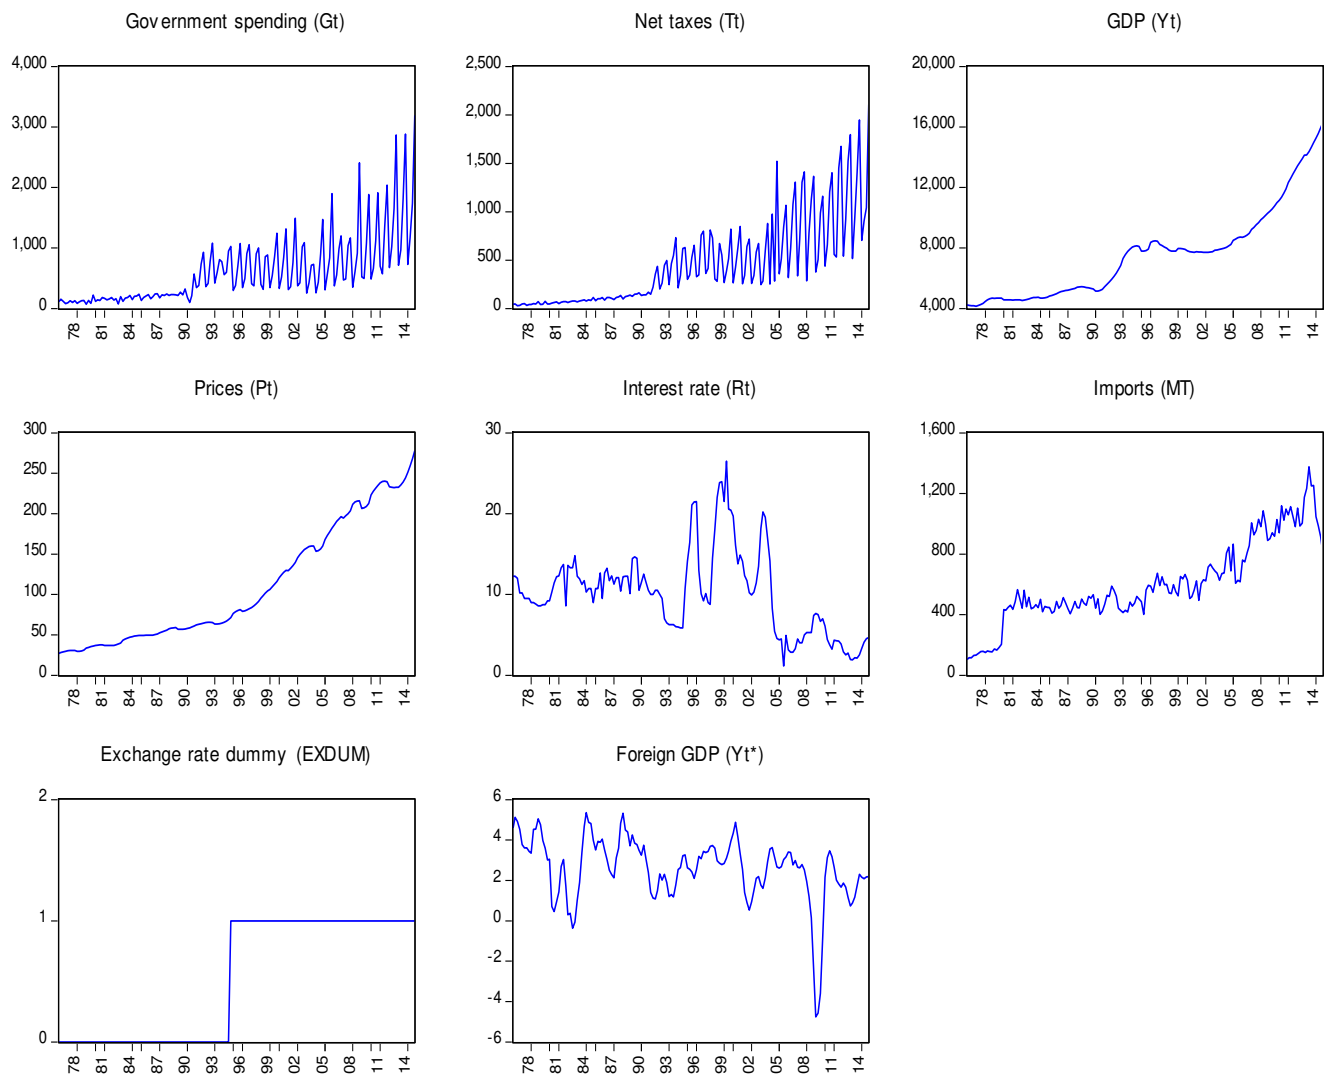 Government spending (Gt)
4,000
3,000
2,000
1,000
0
78 81 84 87 90 93 96 99 02 05 08 11 14
Net taxes (Tt)
2,500
2,000
1,500
1,000
500
0
78 81 84 87 90 93 96 99 02 05 08 11 14
GDP (Yt)
20,000
16,000
12,000
8,000
4,000
78 81 84 87 90 93 96 99 02 05 08 11 14
Prices (Pt)
300
250
200
150
100
50
0
78 81 84 87 90 93 96 99 02 05 08 11 14
Interest rate (Rt)
30
20
10
0
78 81 84 87 90 93 96 99 02 05 08 11 14
Imports (MT)
1,600
1,200
800
400
0
78 81 84 87 90 93 96 99 02 05 08 11 14
Exchange rate dummy (EXDUM)
2
1
0
78 81 84 87 90 93 96 99 02 05 08 11 14
Foreign GDP (Yt*)
6
4
2
0
-2
-4
-6
78 81 84 87 90 93 96 99 02 05 08 11 14